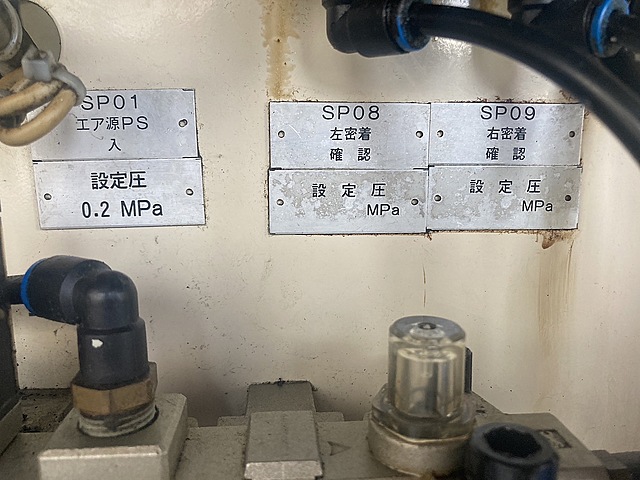 SP01
エア源PS
入
設定圧
0.2 MPa
SP08
左密着
確 認
設 定 圧
MPa
SP09
右密着
確 認
設 定 圧
MPa